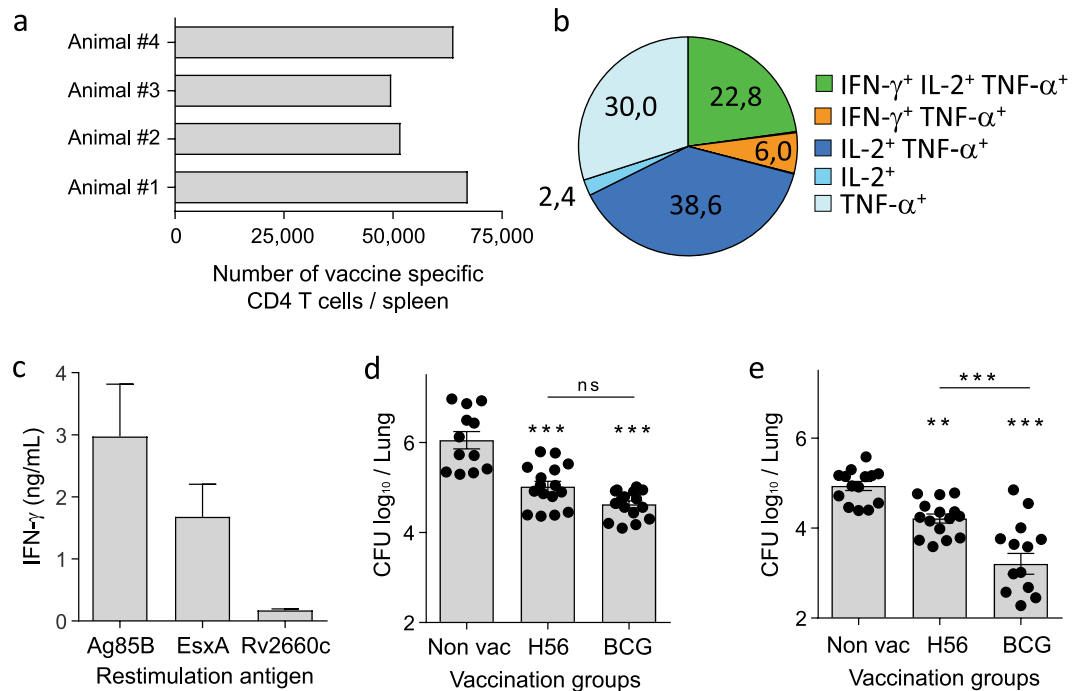 a
Animal #4
Animal #3
Animal #2
Animal #1
0 25,000 50,000 75,000
Number of vaccine specific
CD4 T cells / spleen
b
22,8
6,0
38,6
2,4
30,0
IFN-γ⁺ IL-2⁺ TNF-α⁺
IFN-γ⁺ TNF-α⁺
IL-2⁺ TNF-α⁺
IL-2⁺
TNF-α⁺
c
IFN-γ (ng/mL)
4
3
2
1
0
Ag85B EsxA Rv2660c
Restimulation antigen
d
CFU log₁₀ / Lung
6
4
2
ns
*** ***
Non vac H56 BCG
Vaccination groups
e
CFU log₁₀ / Lung
6
4
2
***
** ***
Non vac H56 BCG
Vaccination groups